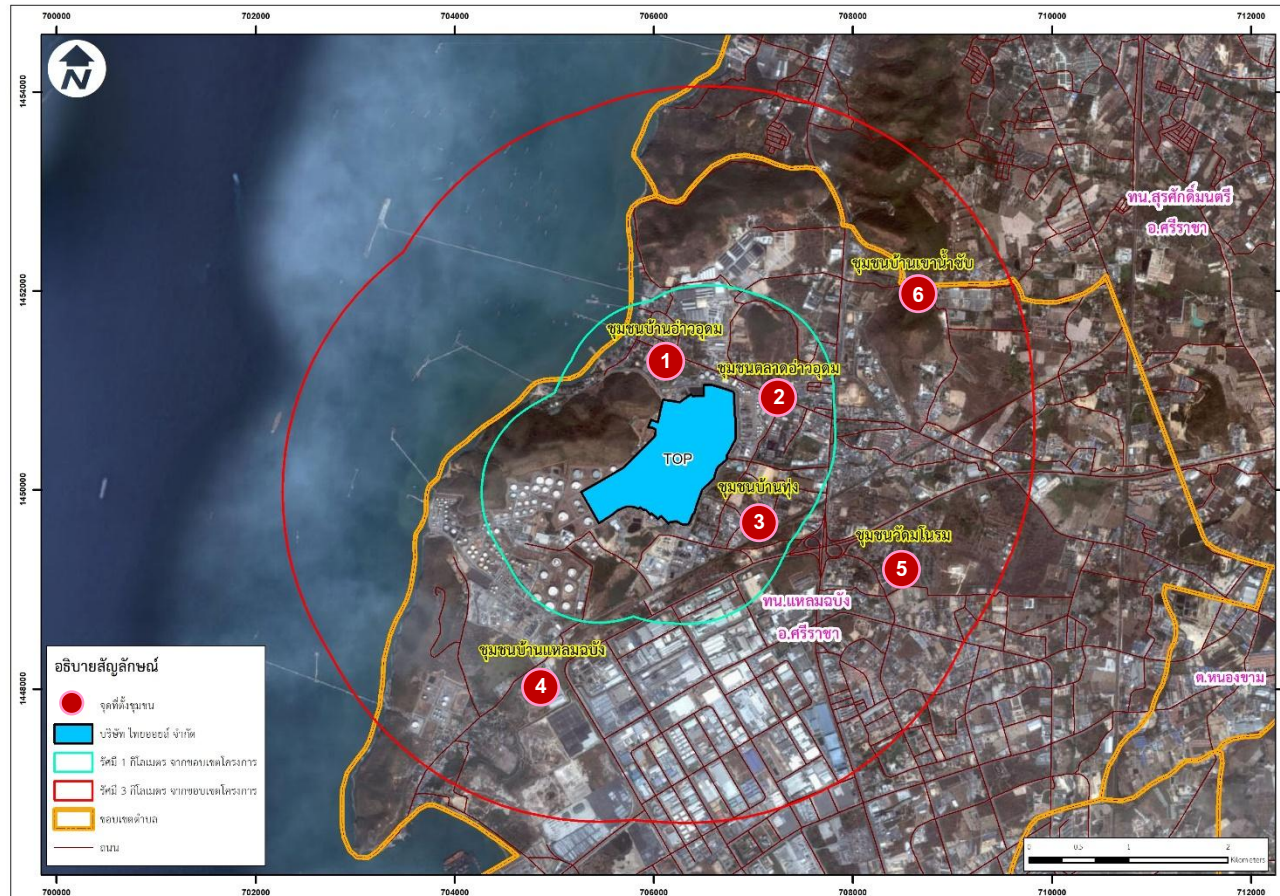 700000 702000 704000 706000 708000 710000 712000
1454000
1452000
1450000
1448000
N
ทน.สุรศักดิ์มนตรี
อ.ศรีราชา
ชุมชนบ้านเขาน้ำซับ
6
ชุมชนบ้านอ่าวอุดม
1
ชุมชนตลาดอ่าวอุดม
2
TOP
ชุมชนบ้านทุ่ง
3
ชุมชนวัดมโนรม
5
ทน.แหลมฉบัง
อ.ศรีราชา
ชุมชนบ้านแหลมฉบัง
4
ต.หนองขาม
อธิบายสัญลักษณ์
จุดที่ตั้งชุมชน
บริษัท ไทยออยล์ จำกัด
รัศมี 1 กิโลเมตร จากขอบเขตโครงการ
รัศมี 3 กิโลเมตร จากขอบเขตโครงการ
ขอบเขตตำบล
ถนน
0 0.5 1 2
Kilometers
700000 702000 704000 706000 708000 710000 712000